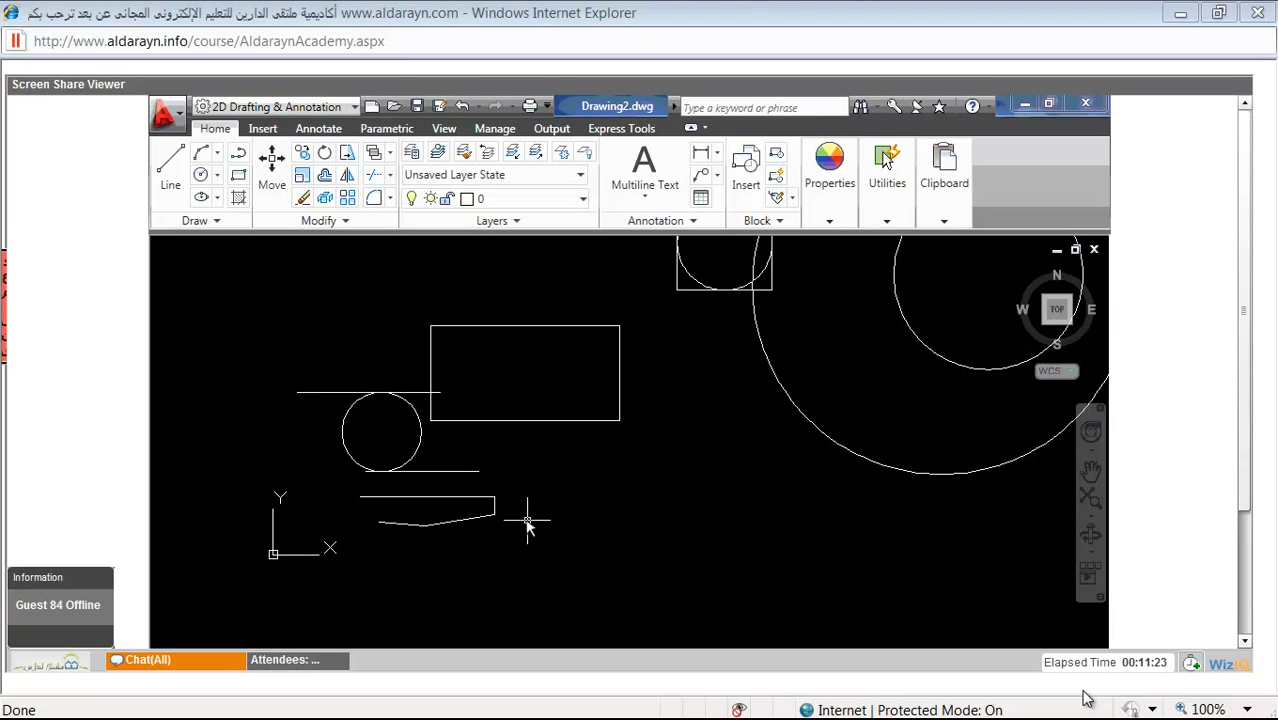 أكاديمية ملتقى الدارين للتعليم الإلكترونى المجانى عن بعد ترحب بكم www.aldarayn.com - Windows Internet Explorer
http://www.aldarayn.info/course/AldaraynAcademy.aspx
Screen Share Viewer
2D Drafting & Annotation
Drawing2.dwg
Type a keyword or phrase
Home Insert Annotate Parametric View Manage Output Express Tools
Unsaved Layer State
Line Move Multiline Text Insert Properties Utilities Clipboard
0
Draw Modify Layers Annotation Block
N
W TOP E
S
WCS
Y
X
Information
Guest 84 Offline
Chat(All) Attendees: ...
Elapsed Time 00:11:23
WizIQ
Done Internet | Protected Mode: On 100%